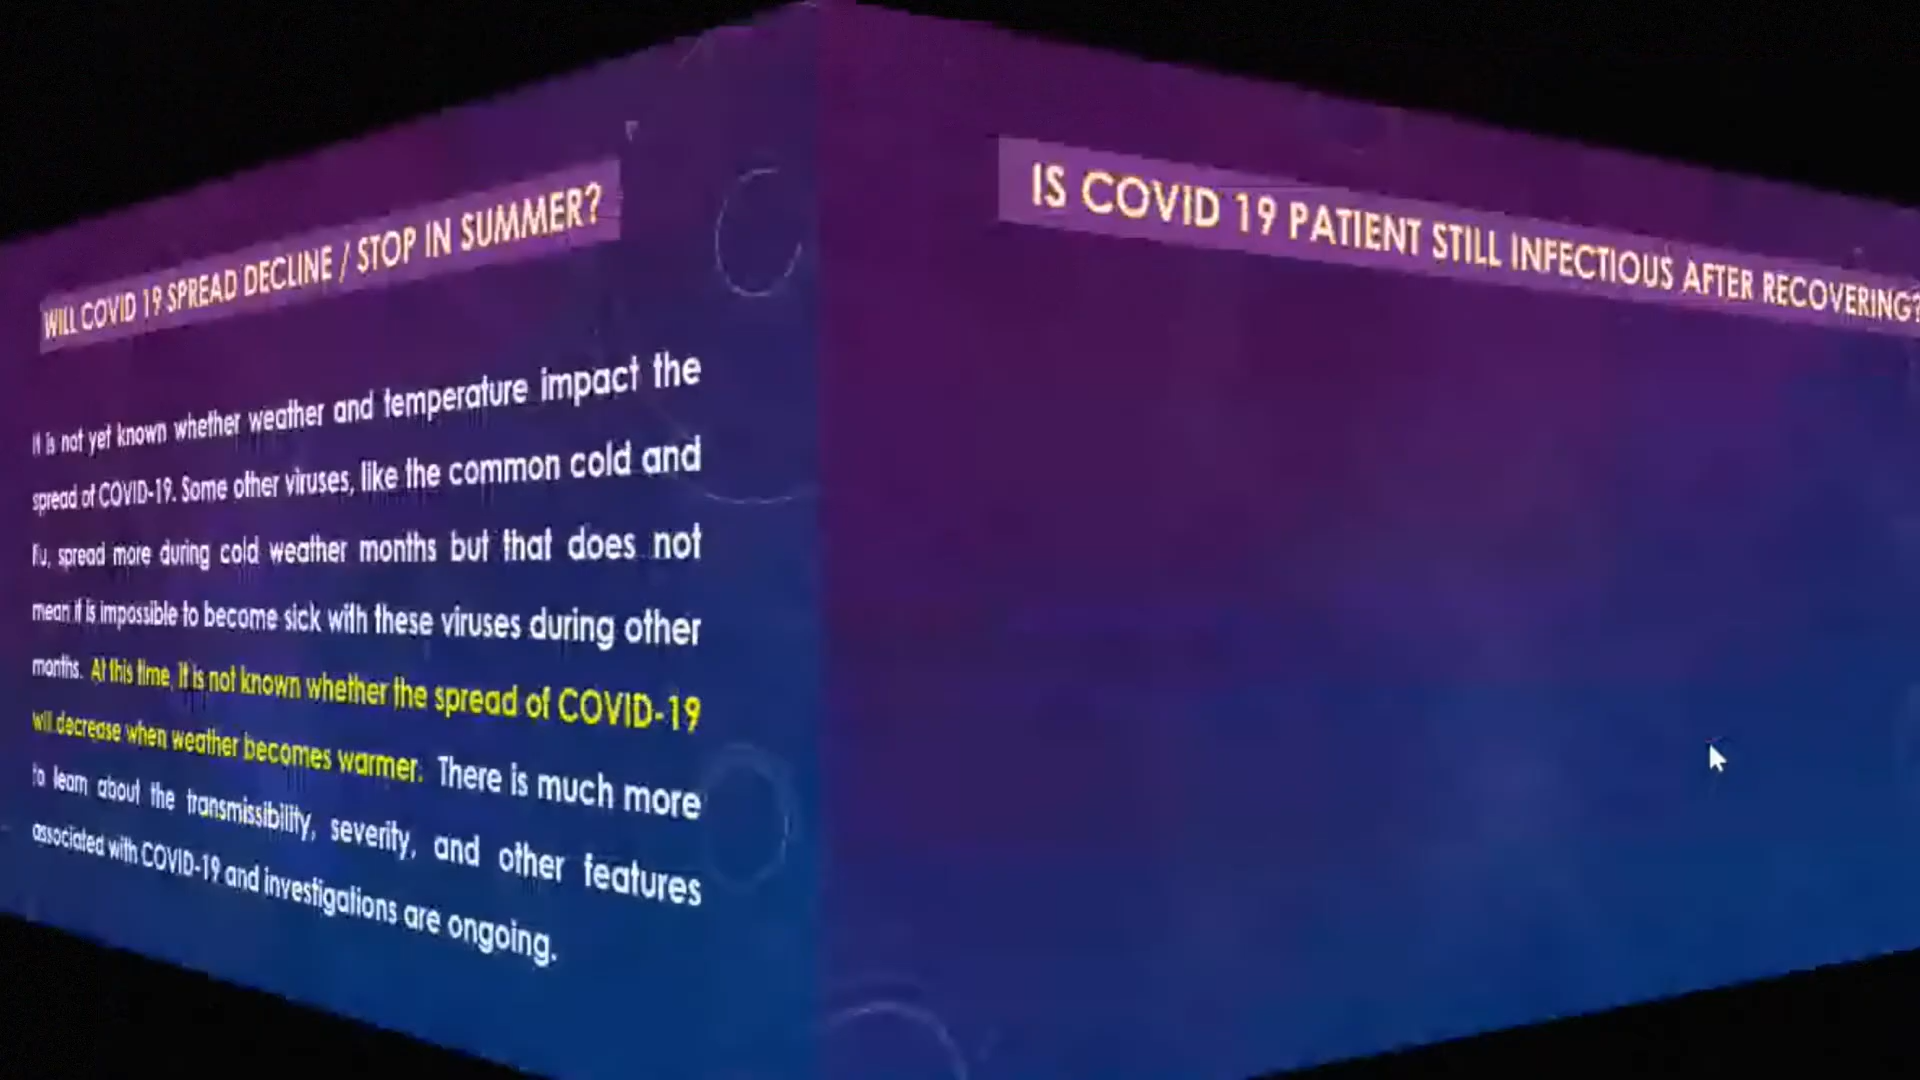 WILL COVID 19 SPREAD DECLINE / STOP IN SUMMER?
It is not yet known whether weather and temperature impact the
spread of COVID-19. Some other viruses, like the common cold and
flu, spread more during cold weather months but that does not
mean it is impossible to become sick with these viruses during other
months. At this time, it is not known whether the spread of COVID-19
will decrease when weather becomes warmer. There is much more
to learn about the transmissibility, severity, and other features
associated with COVID-19 and investigations are ongoing.
IS COVID 19 PATIENT STILL INFECTIOUS AFTER RECOVERING?